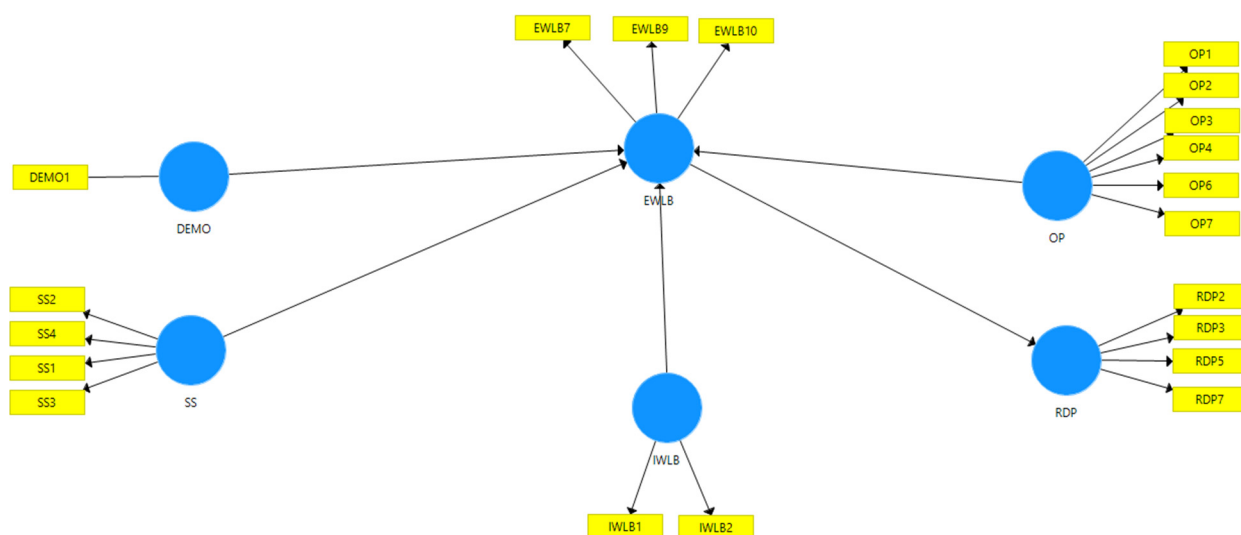 EWLB7
EWLB9
EWLB10
OP1
OP2
OP3
OP4
OP6
OP7
DEMO1
DEMO
EWLB
OP
SS2
SS4
SS1
SS3
SS
RDP2
RDP3
RDP5
RDP7
RDP
IWLB
IWLB1
IWLB2